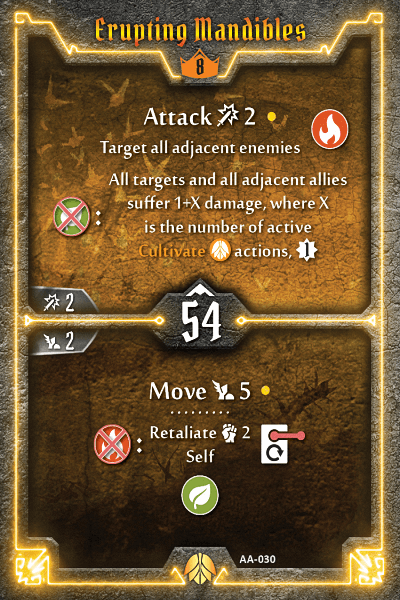 Erupting Mandibles
8
Attack 2
Target all adjacent enemies
All targets and all adjacent allies
suffer 1+X damage, where X
: is the number of active
Cultivate actions, 1
2
54
2
Move 5
: Retaliate 2
Self
AA-030